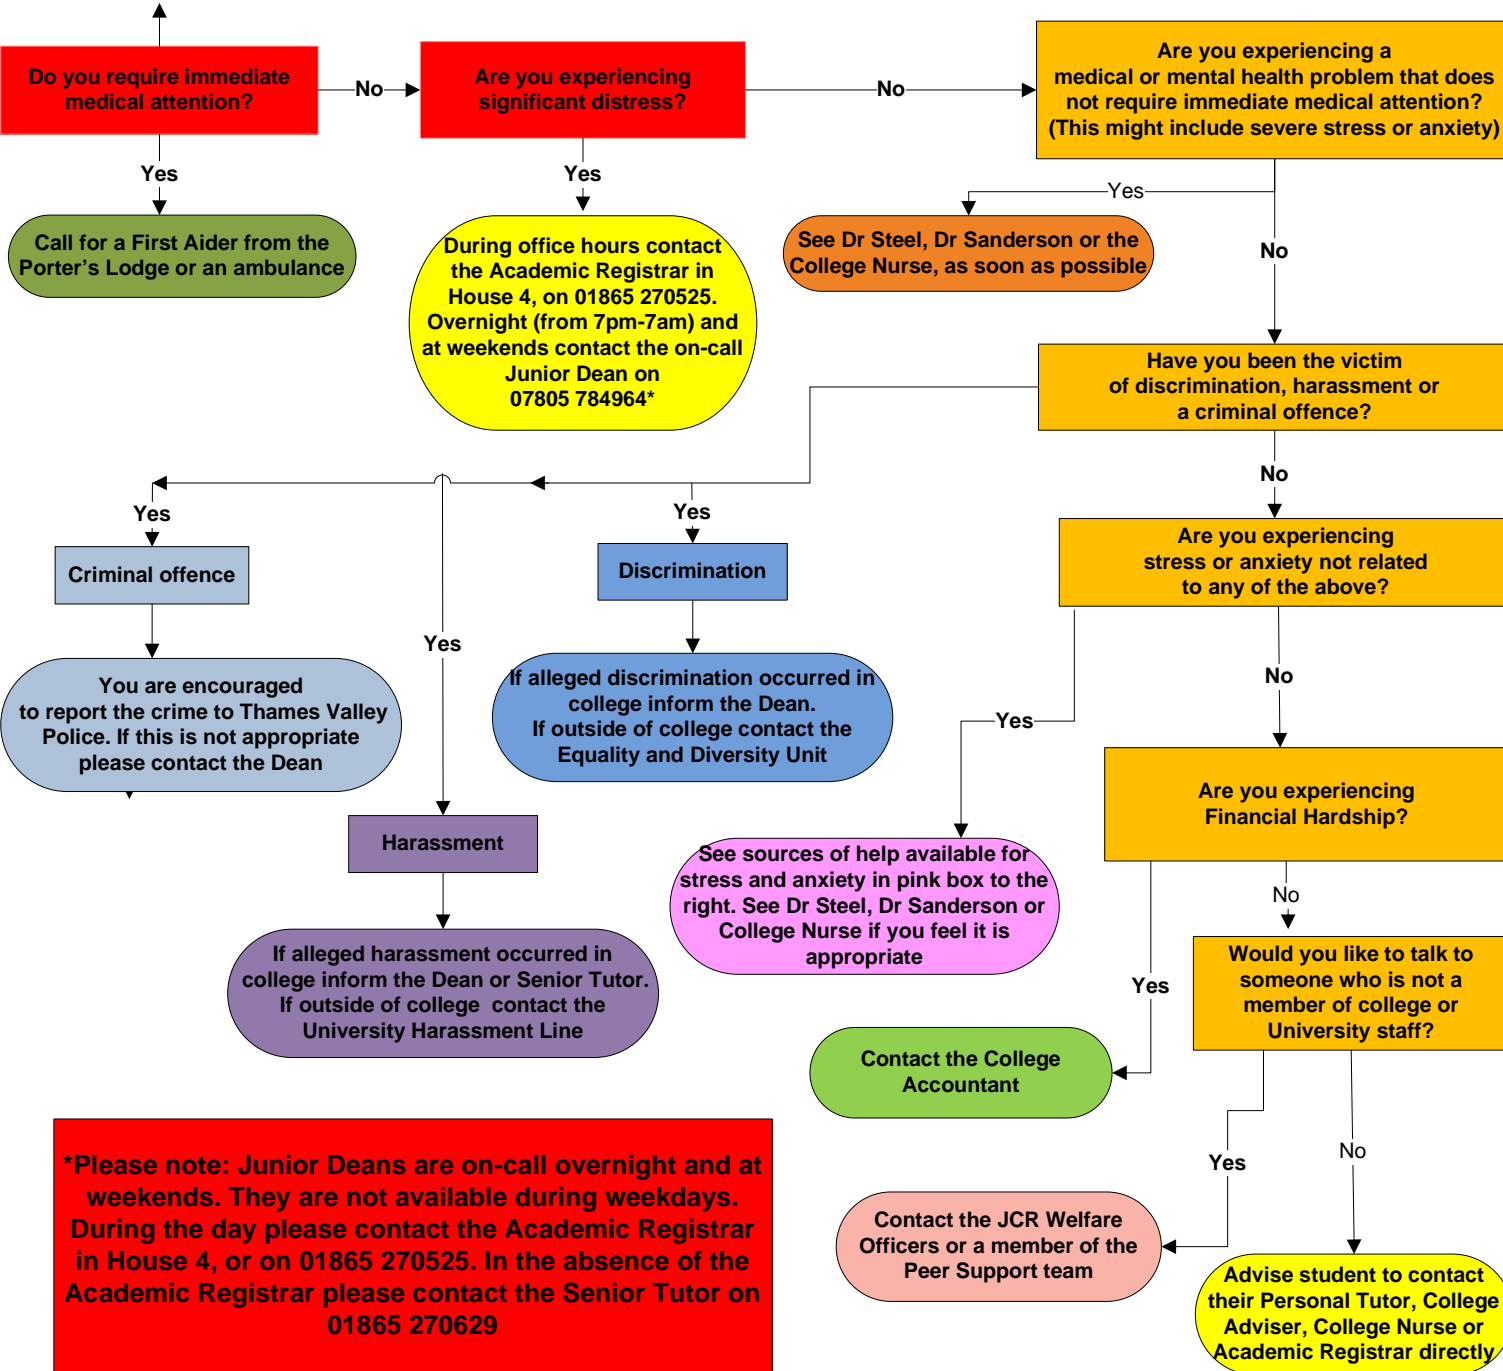 Do you require immediate
medical attention?
No
Are you experiencing
significant distress?
No
Are you experiencing a
medical or mental health problem that does
not require immediate medical attention?
(This might include severe stress or anxiety)
Yes
Yes
Yes
Call for a First Aider from the
Porter's Lodge or an ambulance
During office hours contact
the Academic Registrar in
House 4, on 01865 270525.
Overnight (from 7pm-7am) and
at weekends contact the on-call
Junior Dean on
07805 784964*
See Dr Steel, Dr Sanderson or the
College Nurse, as soon as possible
No
Have you been the victim
of discrimination, harassment or
a criminal offence?
No
Yes
Yes
Criminal offence
Discrimination
Are you experiencing
stress or anxiety not related
to any of the above?
Yes
You are encouraged
to report the crime to Thames Valley
Police. If this is not appropriate
please contact the Dean
If alleged discrimination occurred in
college inform the Dean.
If outside of college contact the
Equality and Diversity Unit
Yes
No
Are you experiencing
Financial Hardship?
Harassment
See sources of help available for
stress and anxiety in pink box to the
right. See Dr Steel, Dr Sanderson or
College Nurse if you feel it is
appropriate
No
If alleged harassment occurred in
college inform the Dean or Senior Tutor.
If outside of college contact the
University Harassment Line
Yes
Would you like to talk to
someone who is not a
member of college or
University staff?
Contact the College
Accountant
*Please note: Junior Deans are on-call overnight and at
weekends. They are not available during weekdays.
During the day please contact the Academic Registrar
in House 4, or on 01865 270525. In the absence of the
Academic Registrar please contact the Senior Tutor on
01865 270629
Yes
No
Contact the JCR Welfare
Officers or a member of the
Peer Support team
Advise student to contact
their Personal Tutor, College
Adviser, College Nurse or
Academic Registrar directly